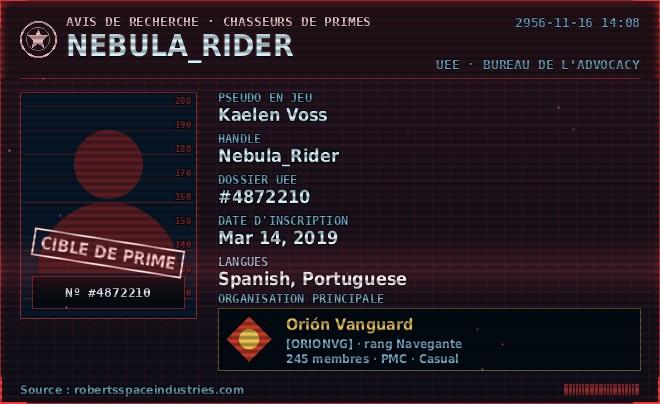 AVIS DE RECHERCHE · CHASSEURS DE PRIMES
2956-11-16 14:08
NEBULA_RIDER
UEE · BUREAU DE L'ADVOCACY
200
190
180
170
160
150
140
CIBLE DE PRIME
Nº #4872210
PSEUDO EN JEU
Kaelen Voss
HANDLE
Nebula_Rider
DOSSIER UEE
#4872210
DATE D'INSCRIPTION
Mar 14, 2019
LANGUES
Spanish, Portuguese
ORGANISATION PRINCIPALE
Orión Vanguard
[ORIONVG] · rang Navegante
245 membres · PMC · Casual
Source : robertsspaceindustries.com